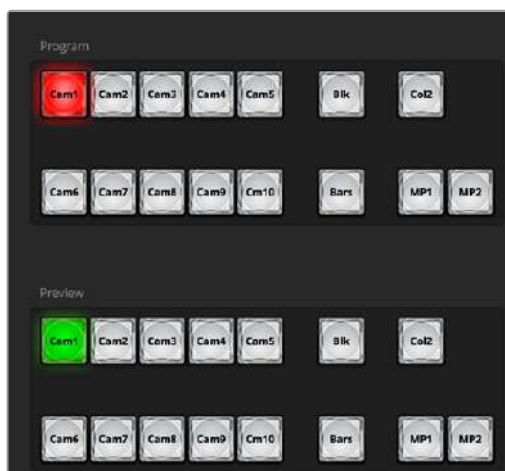 Program
Cam1 Cam2 Cam3 Cam4 Cam5 Blk Col2
Cam6 Cam7 Cam8 Cam9 Cm10 Bars MP1 MP2
Preview
Cam1 Cam2 Cam3 Cam4 Cam5 Blk Col2
Cam6 Cam7 Cam8 Cam9 Cm10 Bars MP1 MP2